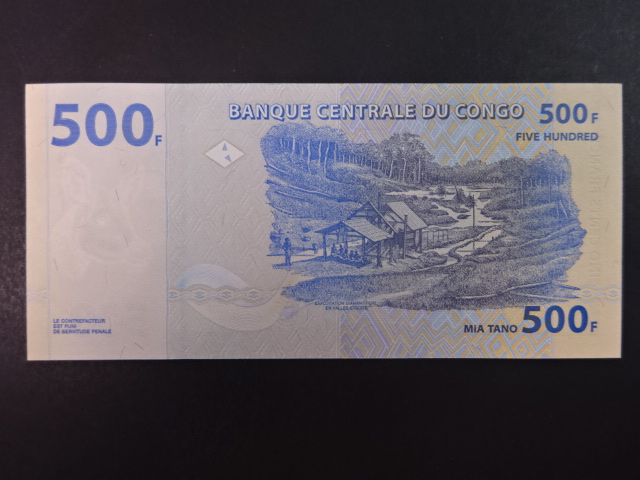 500F
BANQUE CENTRALE DU CONGO
500F
FIVE HUNDRED
MIA TANO 500F
LE CONTREFACTEUR
EST PUNI
DE SERVITUDE PENALE